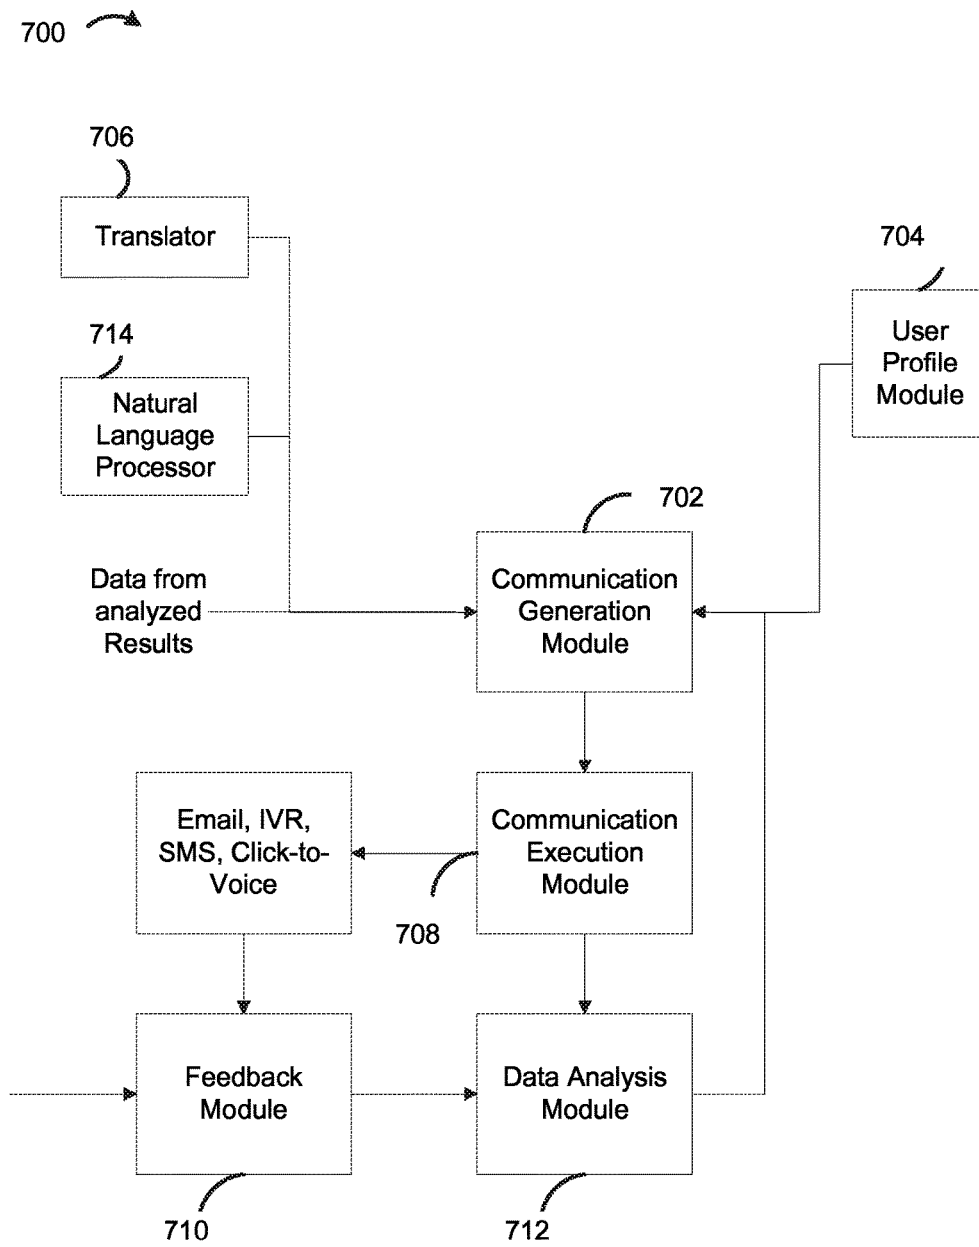 700
706
Translator
704
User
Profile
Module
714
Natural
Language
Processor
702
Communication
Generation
Module
Data from
analyzed
Results
Email, IVR,
SMS, Click-to-
Voice
Communication
Execution
Module
708
Feedback
Module
Data Analysis
Module
710
712